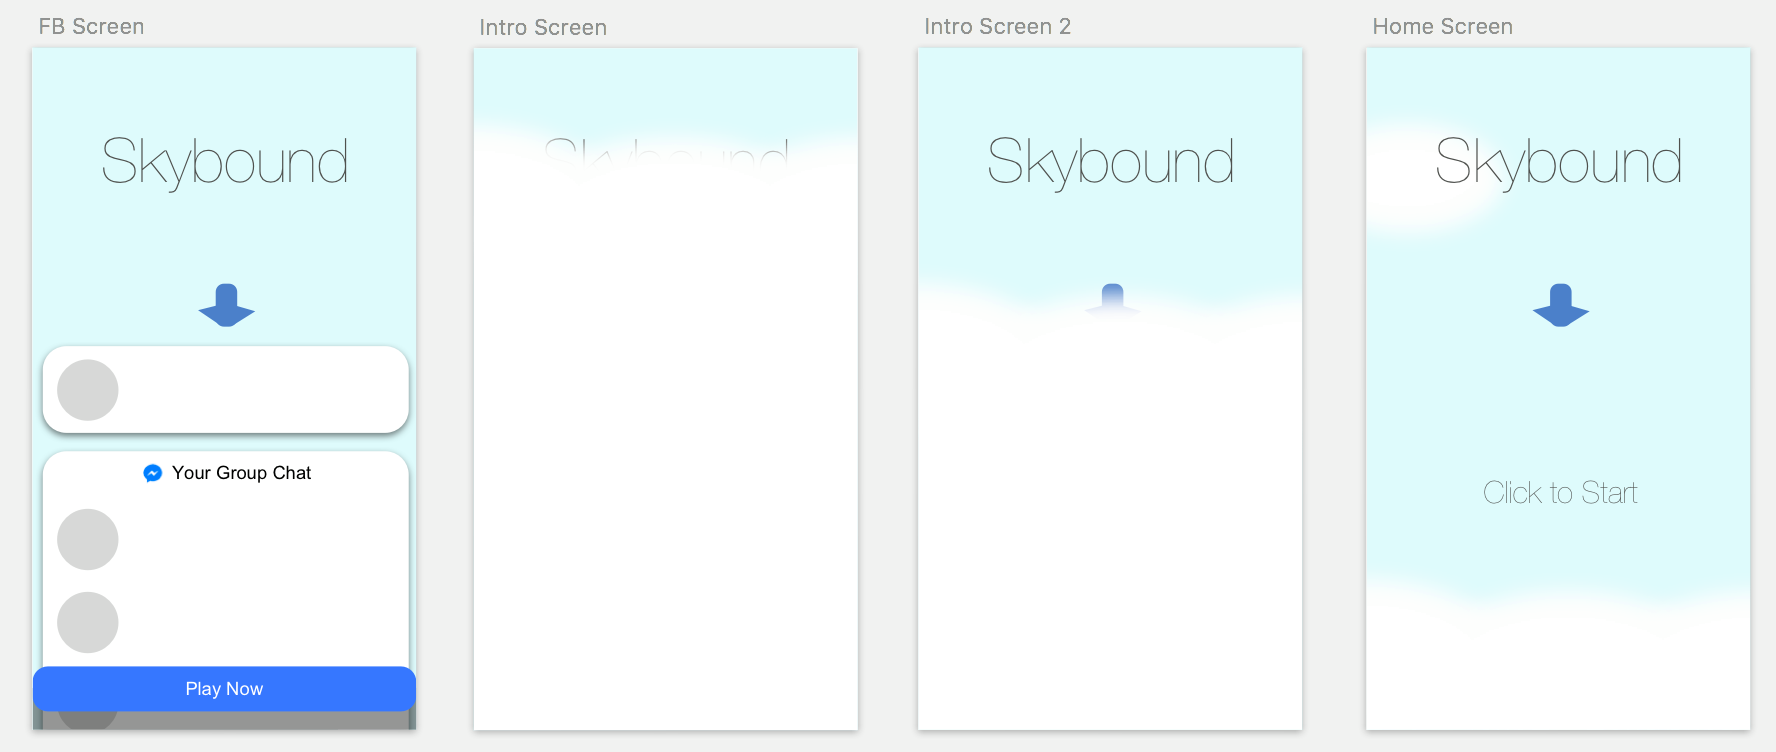 FB Screen
Skybound
Your Group Chat
Play Now
Intro Screen
Skybound
Intro Screen 2
Skybound
Home Screen
Skybound
Click to Start